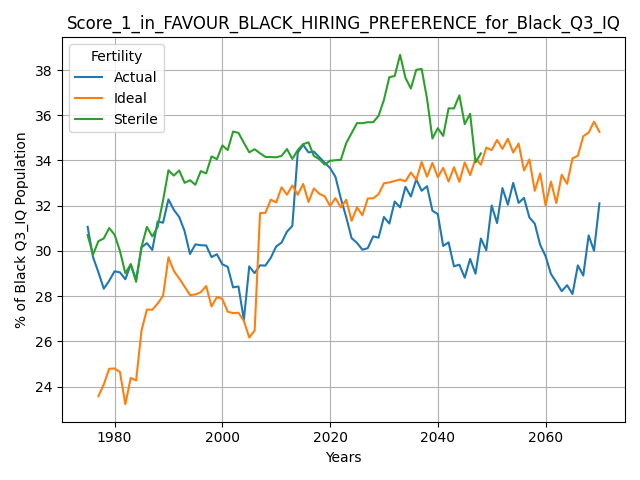 Score_1_in_FAVOUR_BLACK_HIRING_PREFERENCE_for_Black_Q3_IQ
Fertility
Actual
Ideal
Sterile
% of Black Q3_IQ Population
38
36
34
32
30
28
26
24
1980
2000
2020
2040
2060
Years